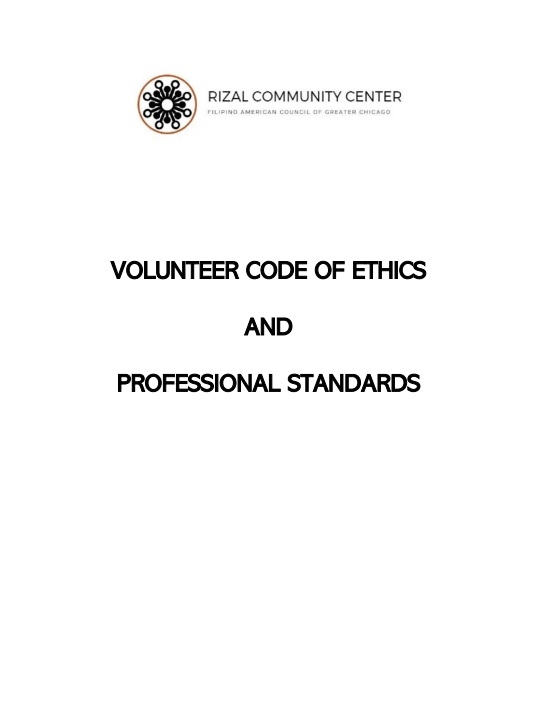 RIZAL COMMUNITY CENTER
FILIPINO AMERICAN COUNCIL OF GREATER CHICAGO
VOLUNTEER CODE OF ETHICS
AND
PROFESSIONAL STANDARDS